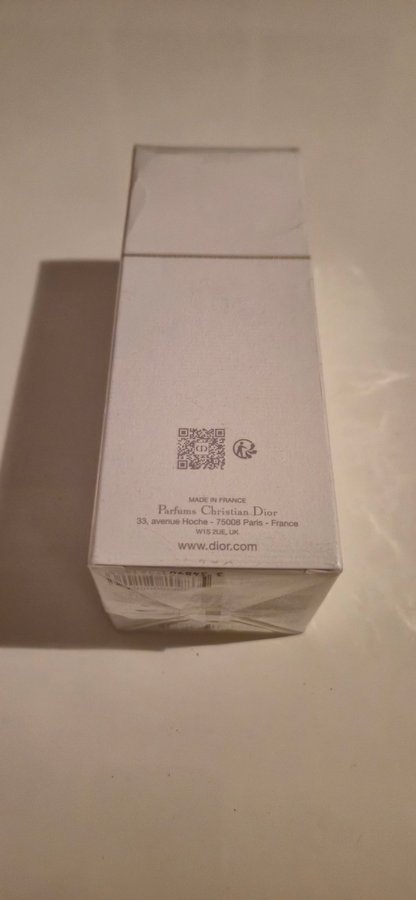 MADE IN FRANCE
Parfums Christian Dior
33, avenue Hoche - 75008 Paris - France
W1S 2UE, UK
www.dior.com